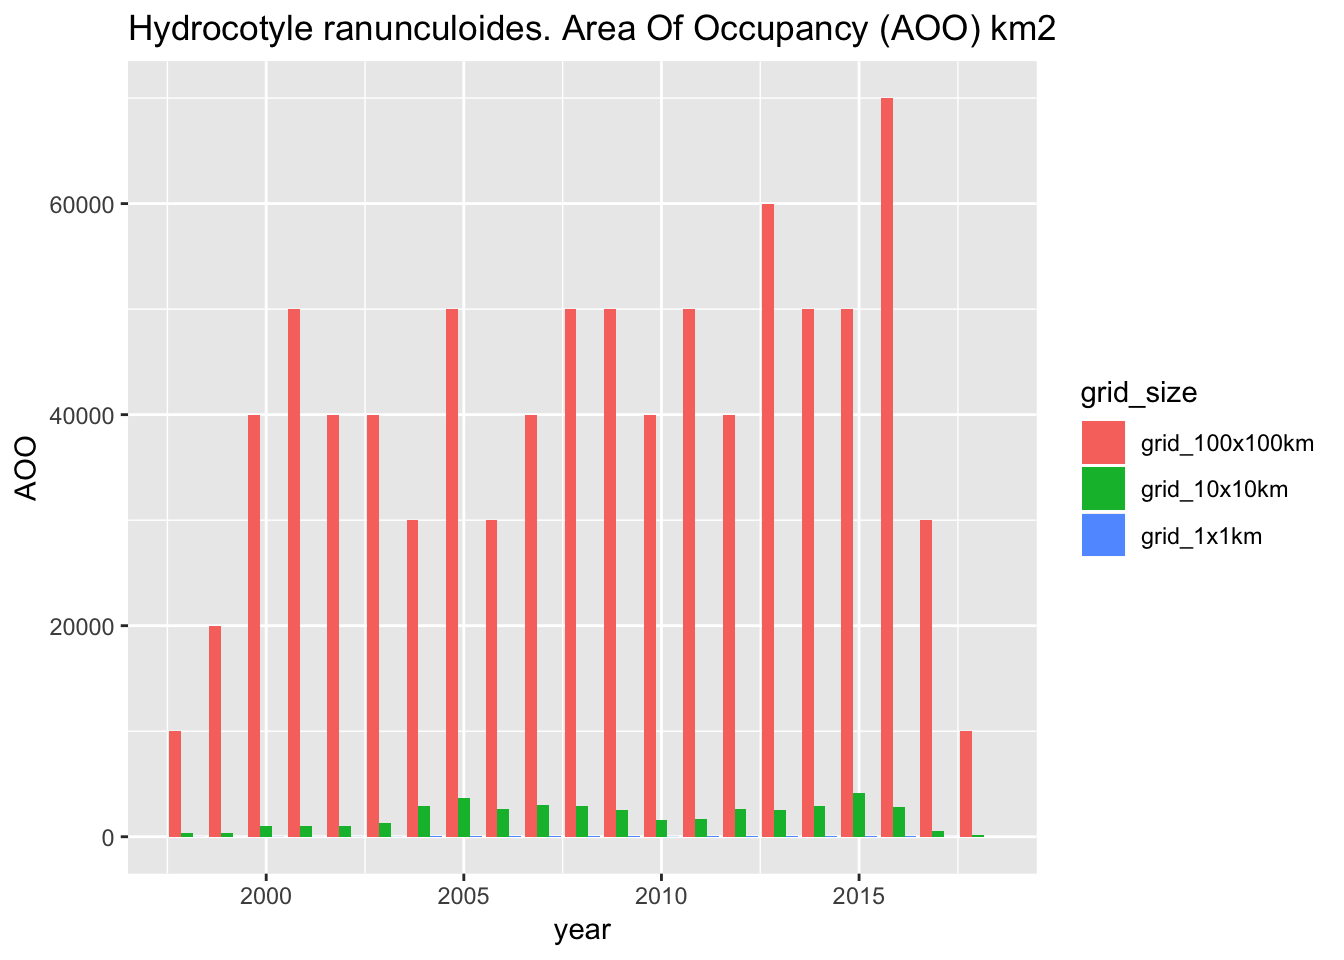 Hydrocotyle ranunculoides. Area Of Occupancy (AOO) km2
60000
40000
20000
0
AOO
2000 2005 2010 2015
year
grid_size
grid_100x100km
grid_10x10km
grid_1x1km